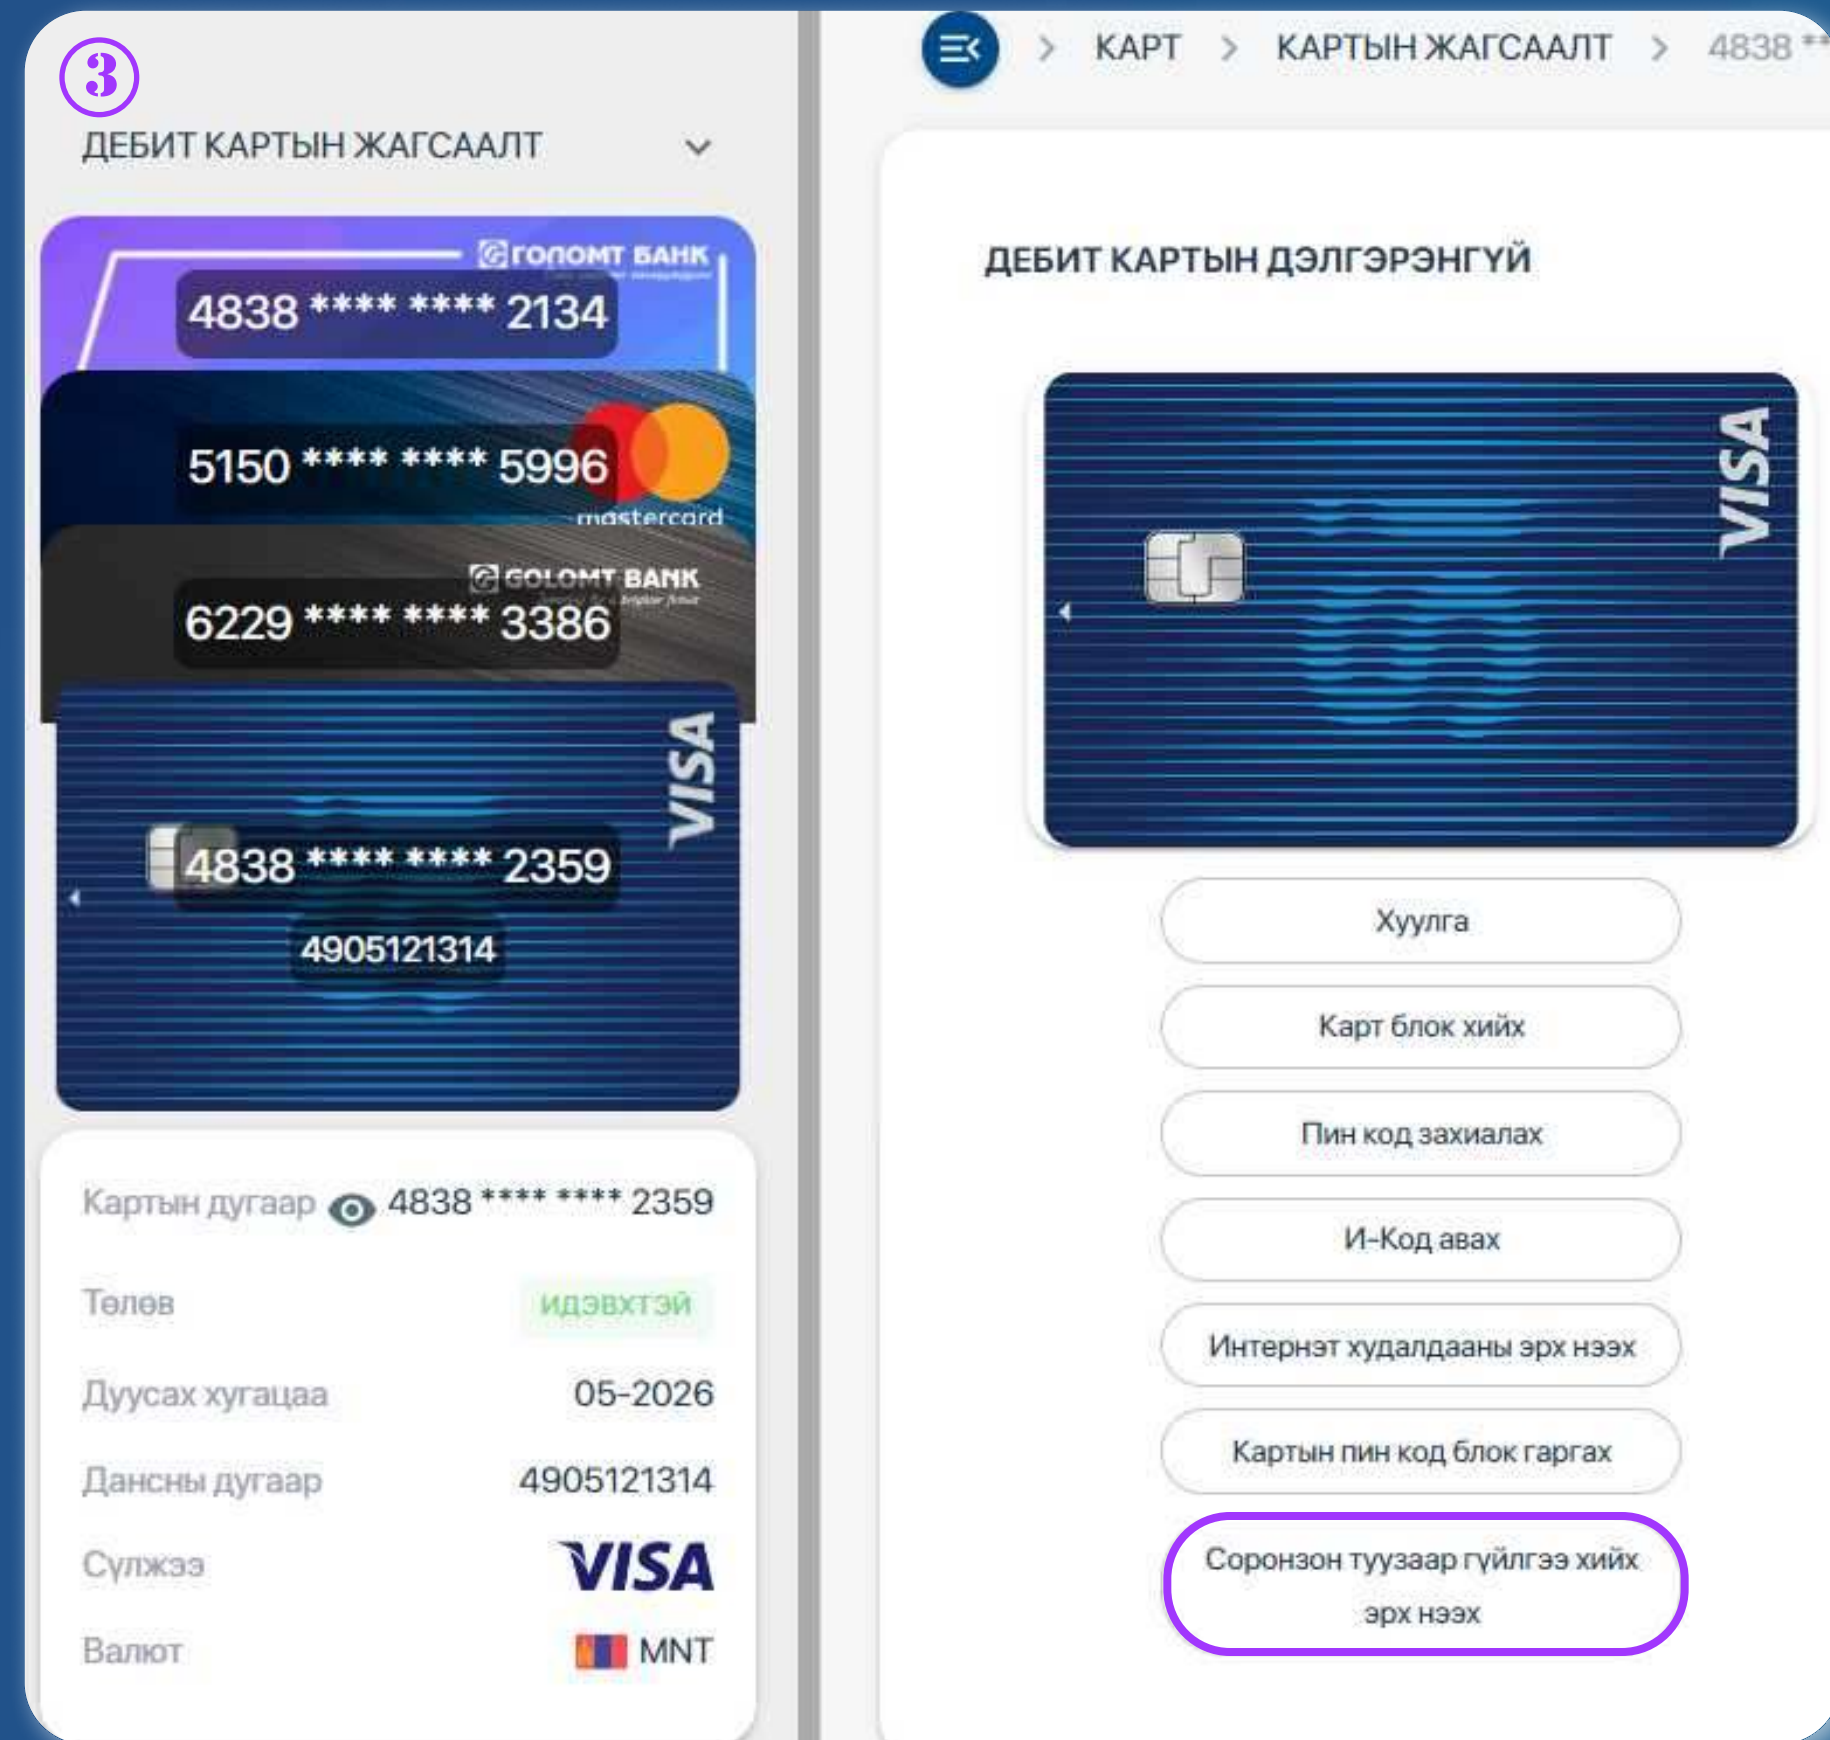 3
ДЕБИТ КАРТЫН ЖАГСААЛТ
ГОЛОМТ БАНК
4838 **** **** 2134
5150 **** **** 5996
mastercard
GOLOMT BANK
6229 **** **** 3386
VISA
4838 **** **** 2359
4905121314
Картын дугаар 4838 **** **** 2359
Төлөв ИДЭВХТЭЙ
Дуусах хугацаа 05-2026
Дансны дугаар 4905121314
Сүлжээ VISA
Валют MNT
> КАРТ > КАРТЫН ЖАГСААЛТ > 4838 **
ДЕБИТ КАРТЫН ДЭЛГЭРЭНГҮЙ
VISA
Хуулга
Карт блок хийх
Пин код захиалах
И-Код авах
Интернэт худалдааны эрх нээх
Картын пин код блок гаргах
Соронзон туузаар гүйлгээ хийх
эрх нээх